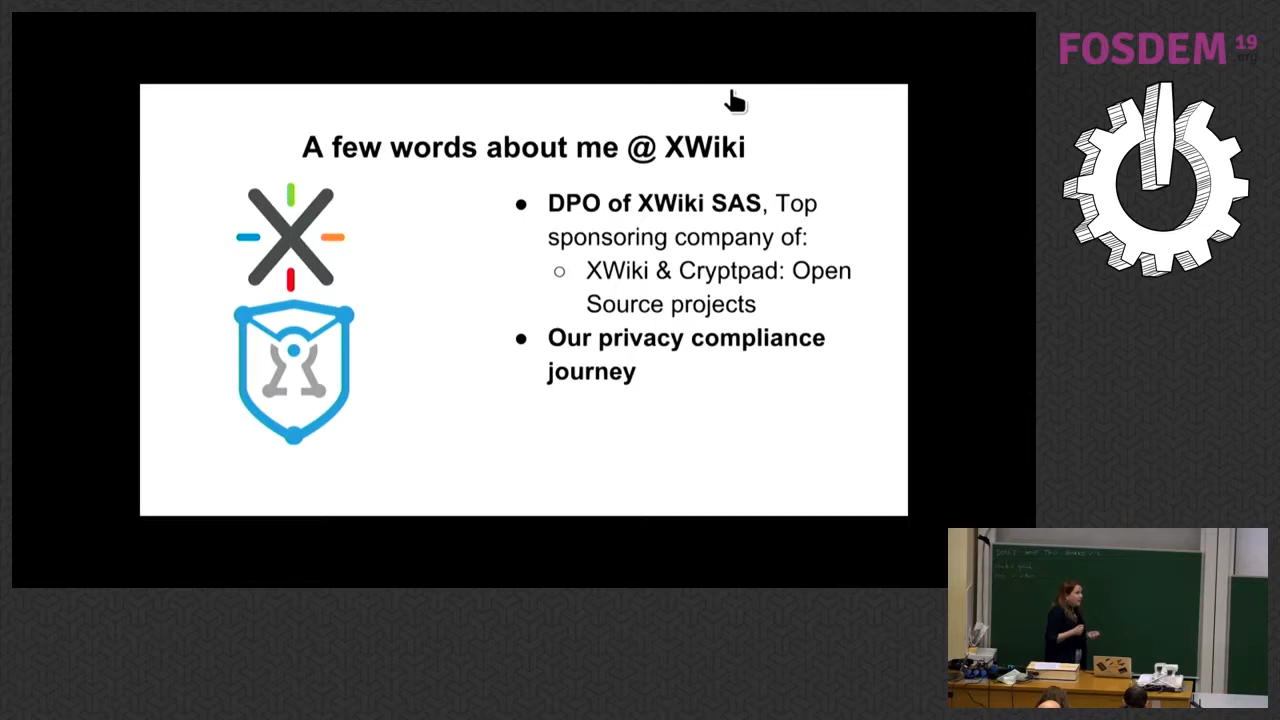 FOSDEM 19
.org
A few words about me @ XWiki
● DPO of XWiki SAS, Top
sponsoring company of:
○ XWiki & Cryptpad: Open
Source projects
● Our privacy compliance
journey